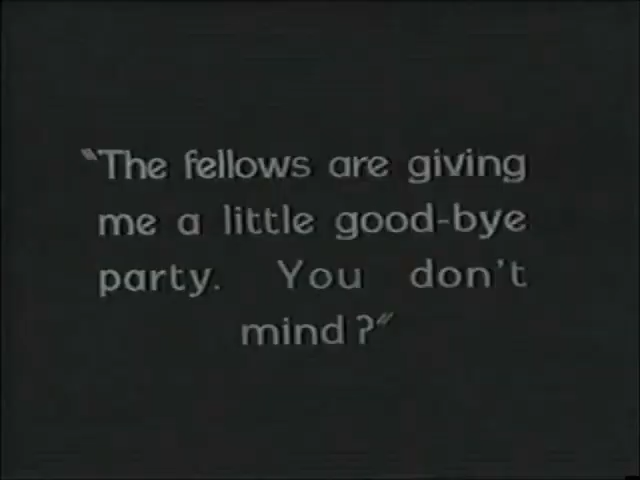 "The fellows are giving
me a little good-bye
party. You don't
mind?"